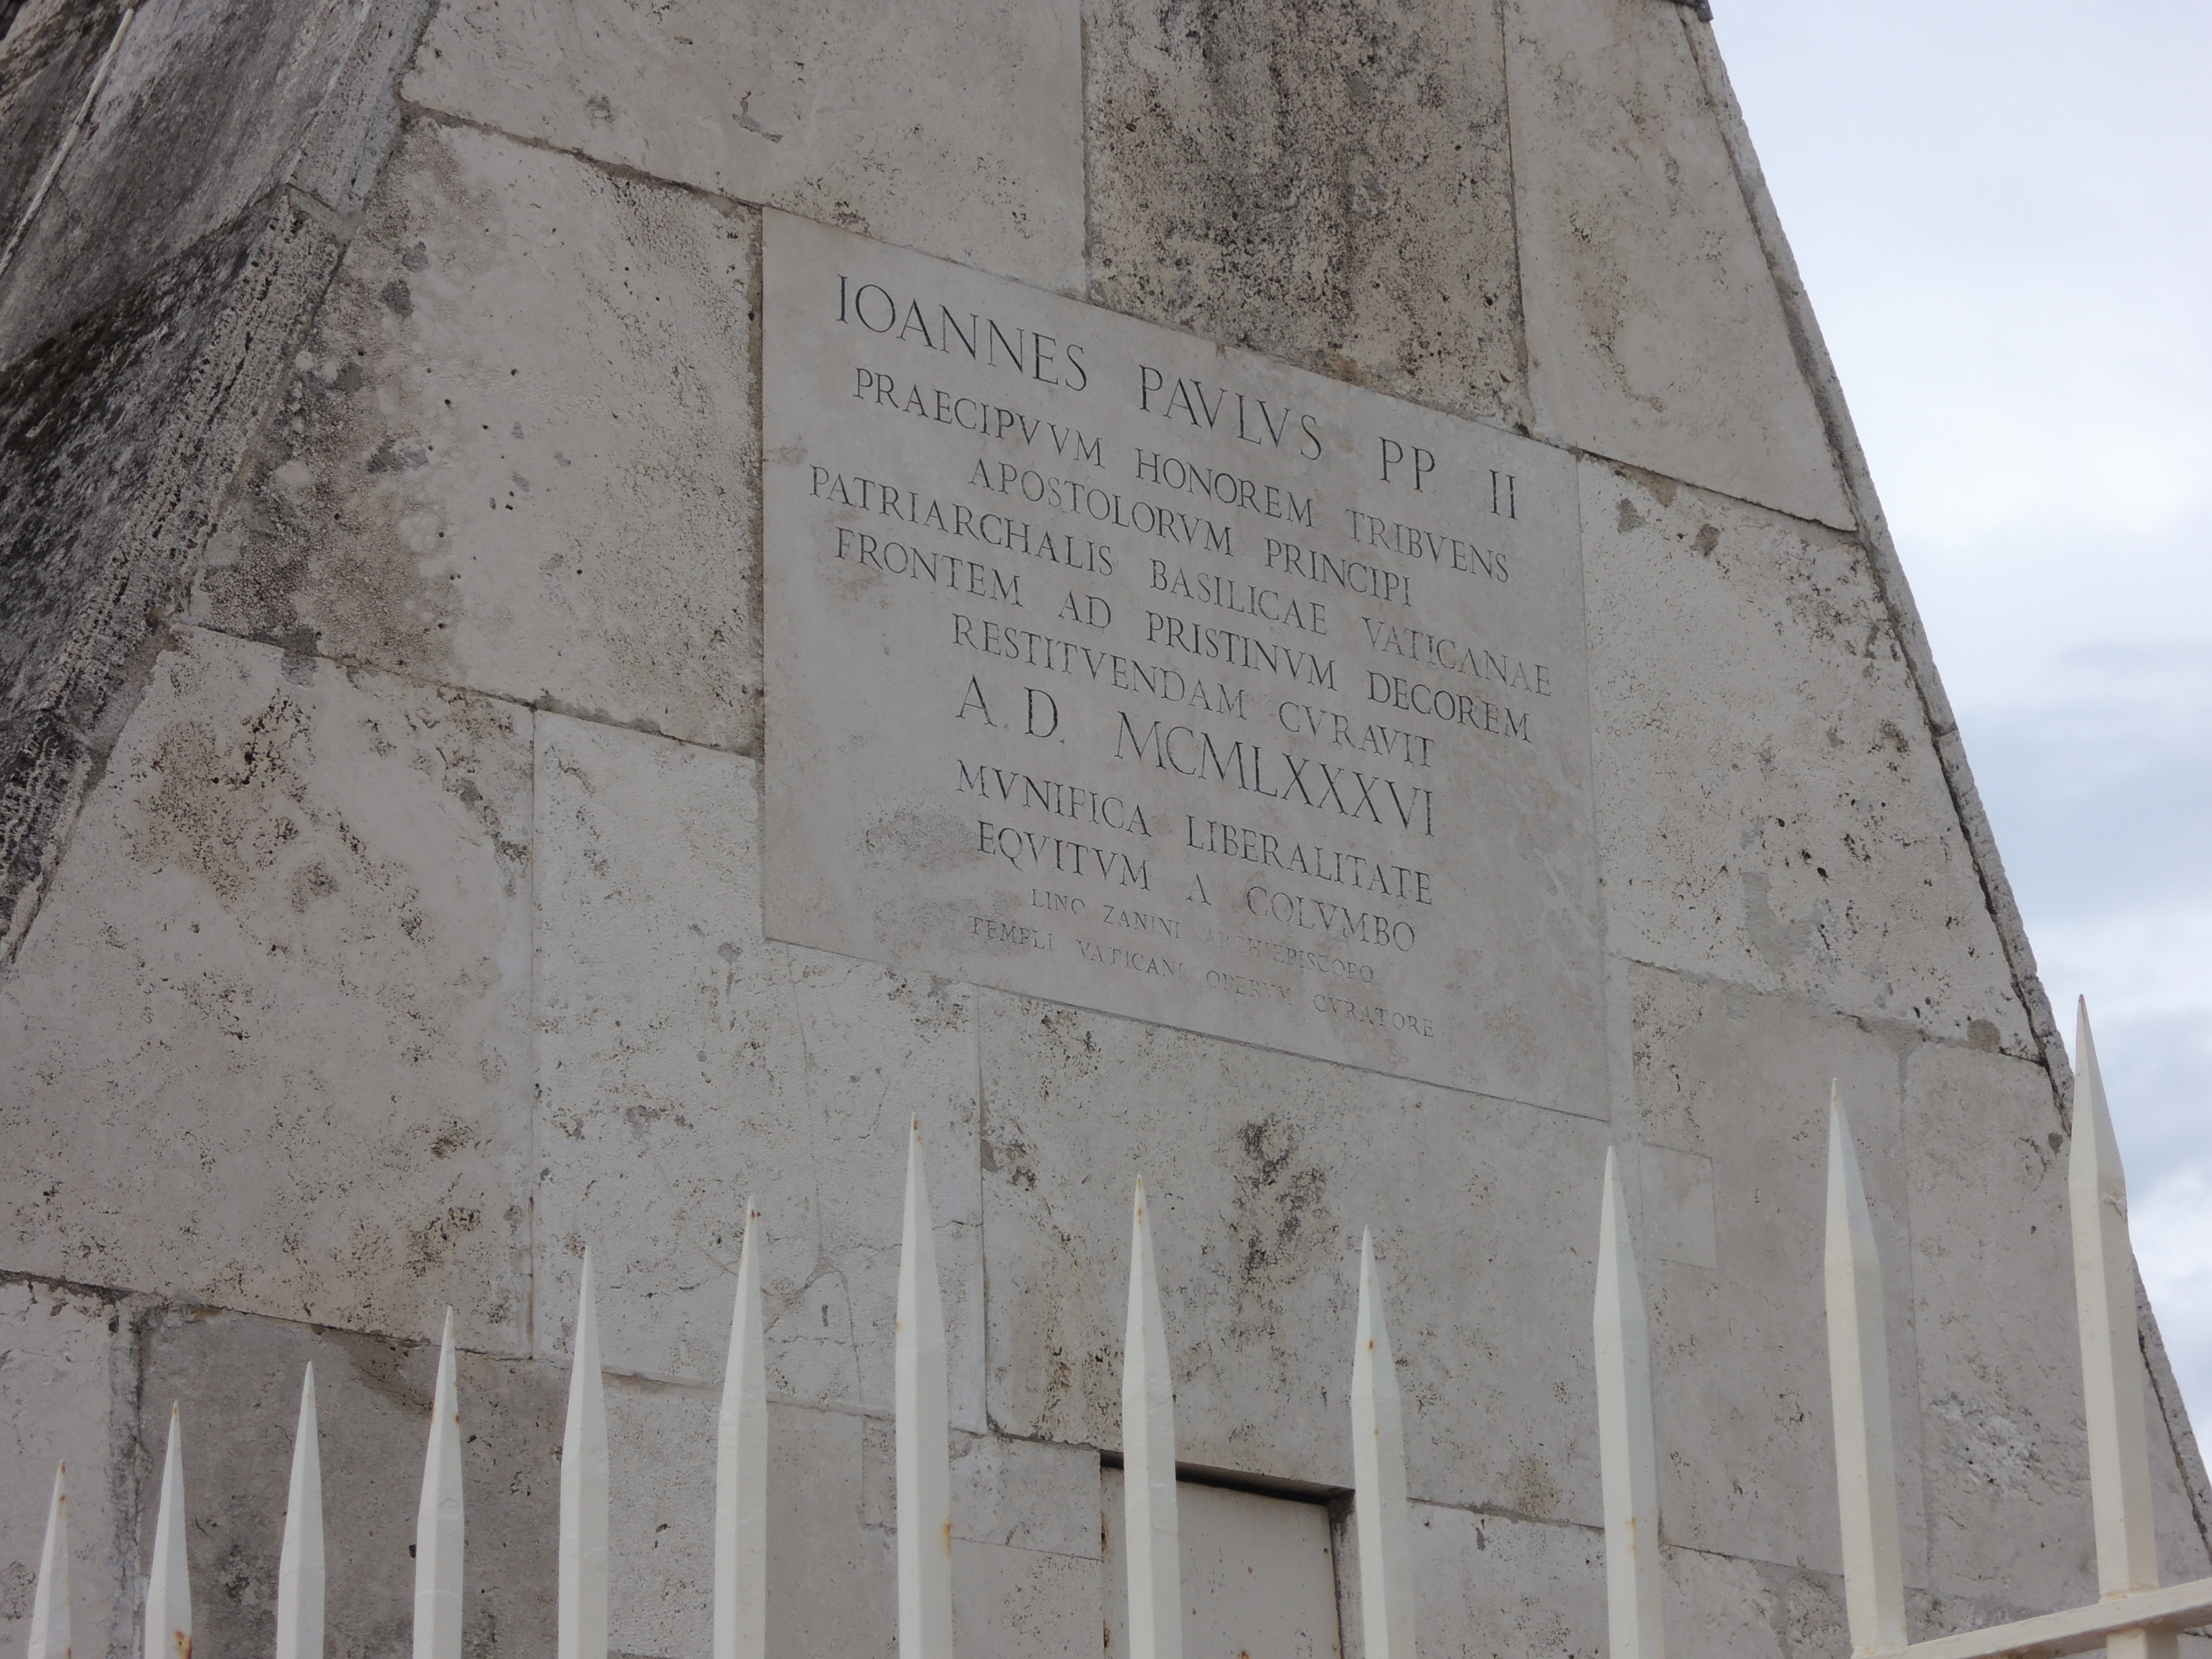 IOANNES PAVLVS PP II
PRAECIPVVM HONOREM TRIBVENS
APOSTOLORVM PRINCIPI
PATRIARCHALIS BASILICAE VATICANAE
FRONTEM AD PRISTINVM DECOREM
RESTITVENDAM CVRAVIT
A. D. MCMLXXXVI
MVNIFICA LIBERALITATE
EQVITVM A COLVMBO
LINO ZANINI ARCHIEPISCOPO
TEMPLI VATICANI OPERVM CVRATORE